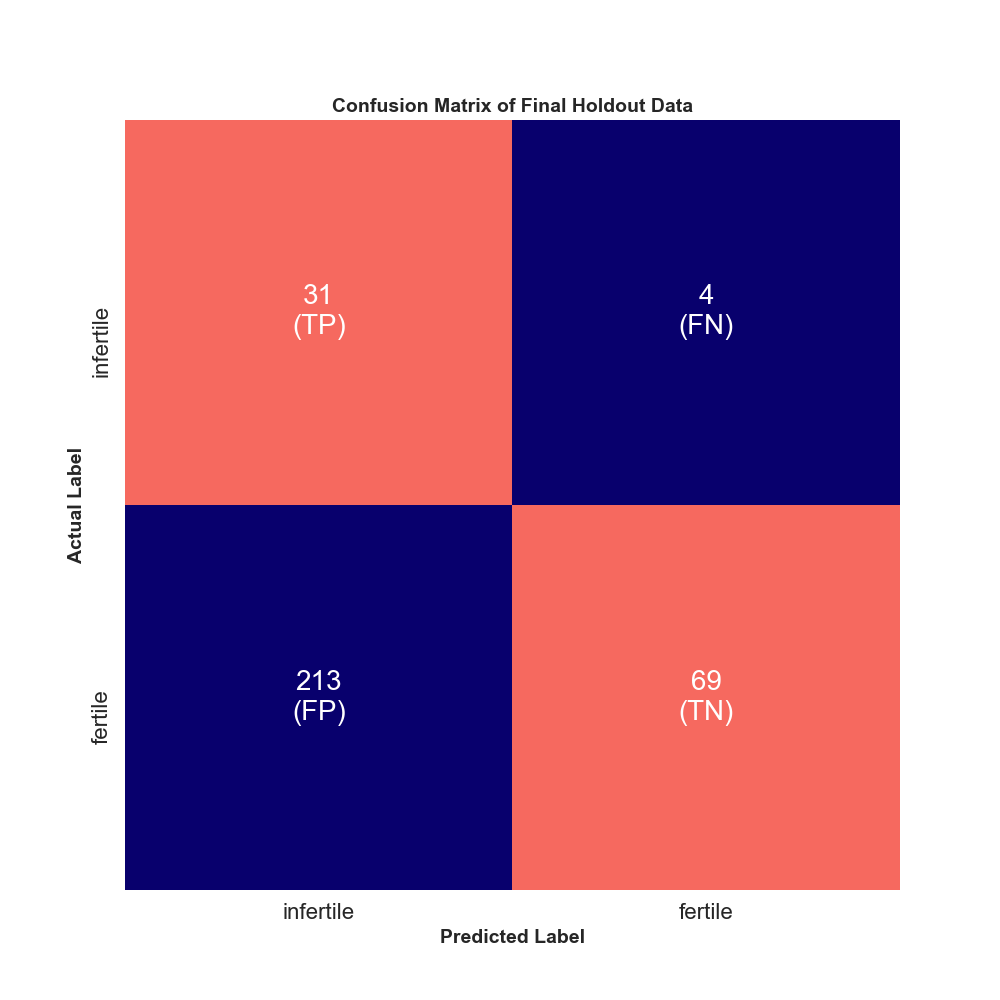 Confusion Matrix of Final Holdout Data
Actual Label
infertile
31
(TP)
4
(FN)
fertile
213
(FP)
69
(TN)
infertile
fertile
Predicted Label